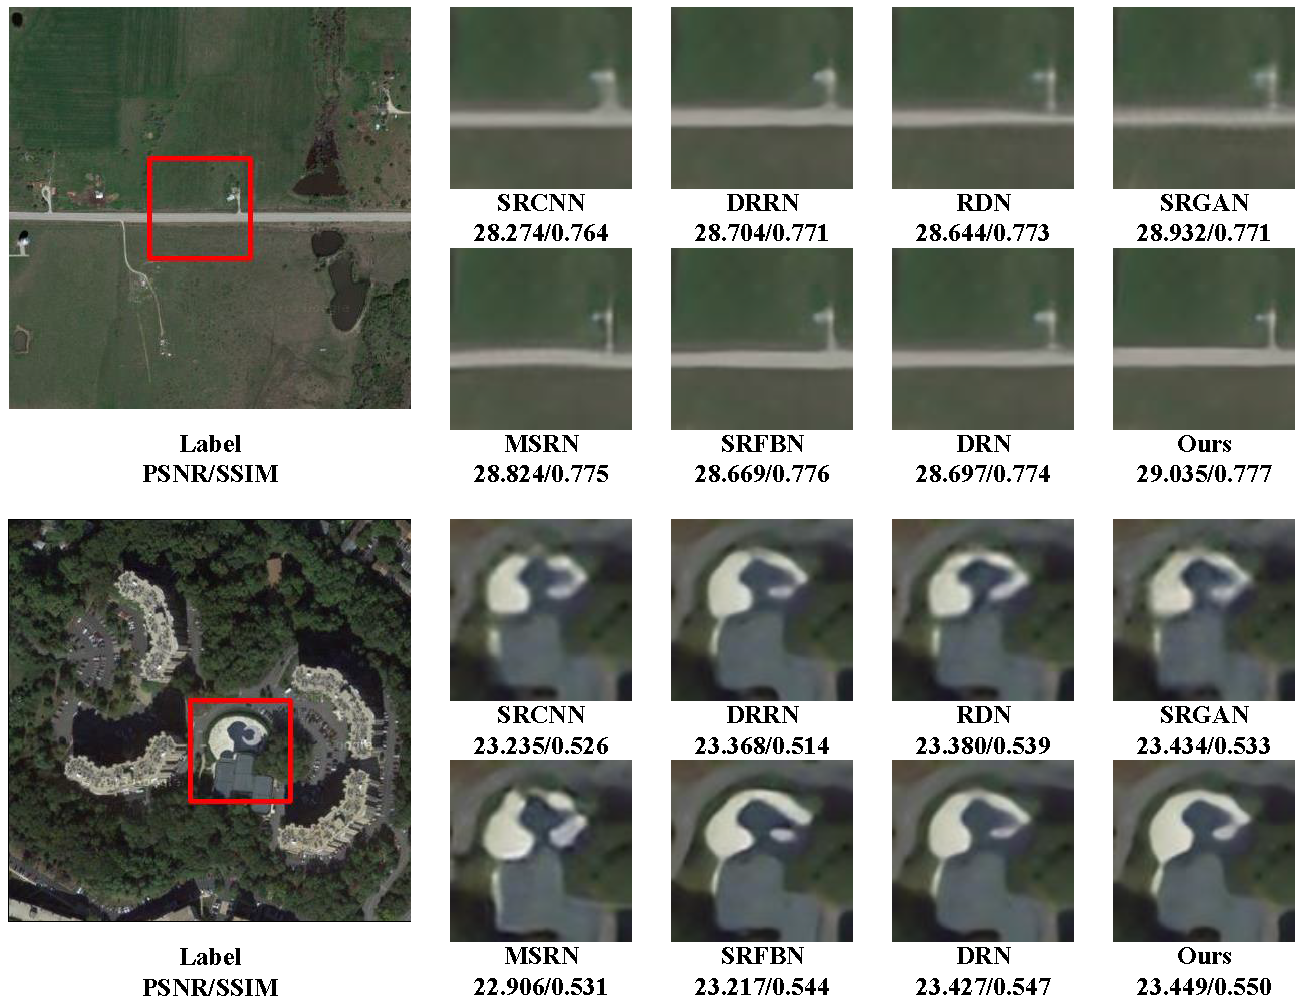 SRCNN
28.274/0.764
DRRN
28.704/0.771
RDN
28.644/0.773
SRGAN
28.932/0.771
Label
PSNR/SSIM
MSRN
28.824/0.775
SRFBN
28.669/0.776
DRN
28.697/0.774
Ours
29.035/0.777
SRCNN
23.235/0.526
DRRN
23.368/0.514
RDN
23.380/0.539
SRGAN
23.434/0.533
Label
PSNR/SSIM
MSRN
22.906/0.531
SRFBN
23.217/0.544
DRN
23.427/0.547
Ours
23.449/0.550